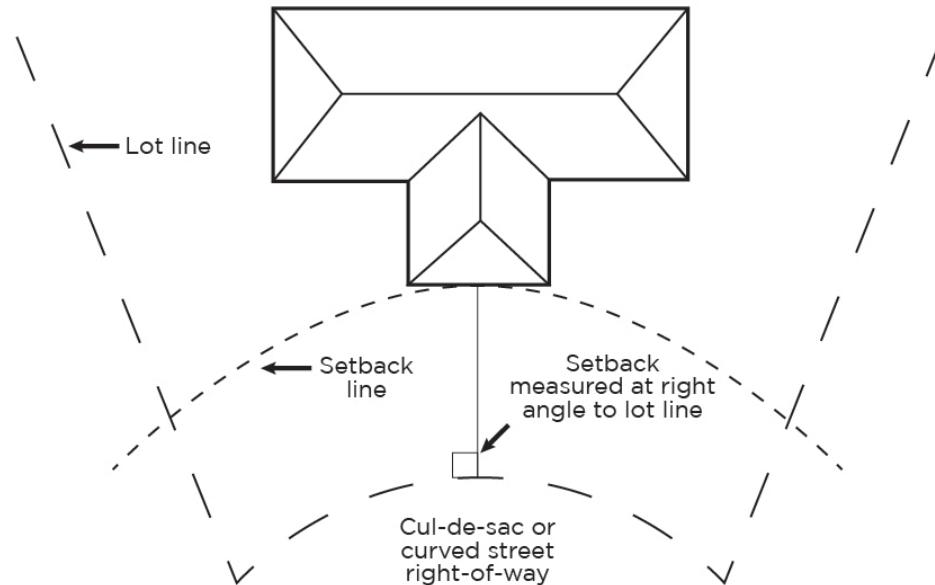 Lot line
Setback
line
Setback
measured at right
angle to lot line
Cul-de-sac or
curved street
right-of-way